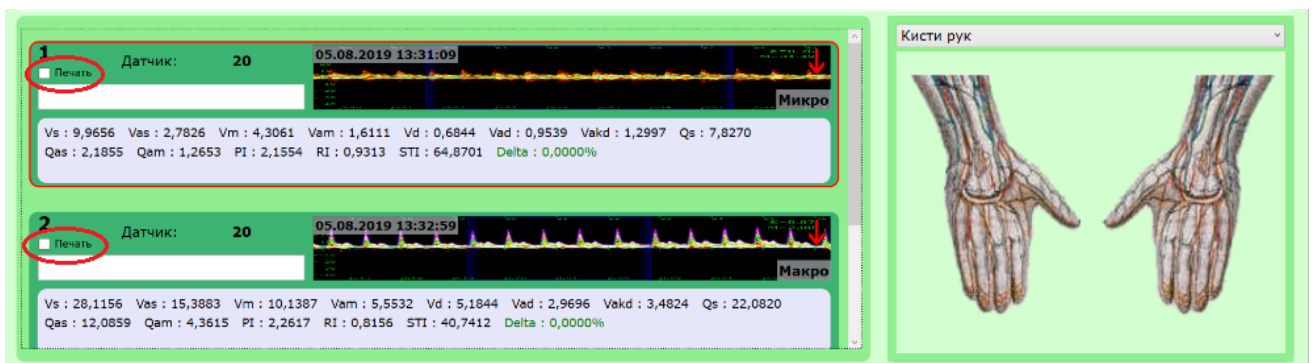 1
Печать
Датчик: 20
05.08.2019 13:31:09
Микро
Vs : 9,9656 Vas : 2,7826 Vm : 4,3061 Vam : 1,6111 Vd : 0,6844 Vad : 0,9539 Vakd : 1,2997 Qs : 7,8270
Qas : 2,1855 Qam : 1,2653 PI : 2,1554 RI : 0,9313 STI : 64,8701 Delta : 0,0000%
2
Печать
Датчик: 20
05.08.2019 13:32:59
Макро
Vs : 28,1156 Vas : 15,3883 Vm : 10,1387 Vam : 5,5532 Vd : 5,1844 Vad : 2,9696 Vakd : 3,4824 Qs : 22,0820
Qas : 12,0859 Qam : 4,3615 PI : 2,2617 RI : 0,8156 STI : 40,7412 Delta : 0,0000%
Кисти рук